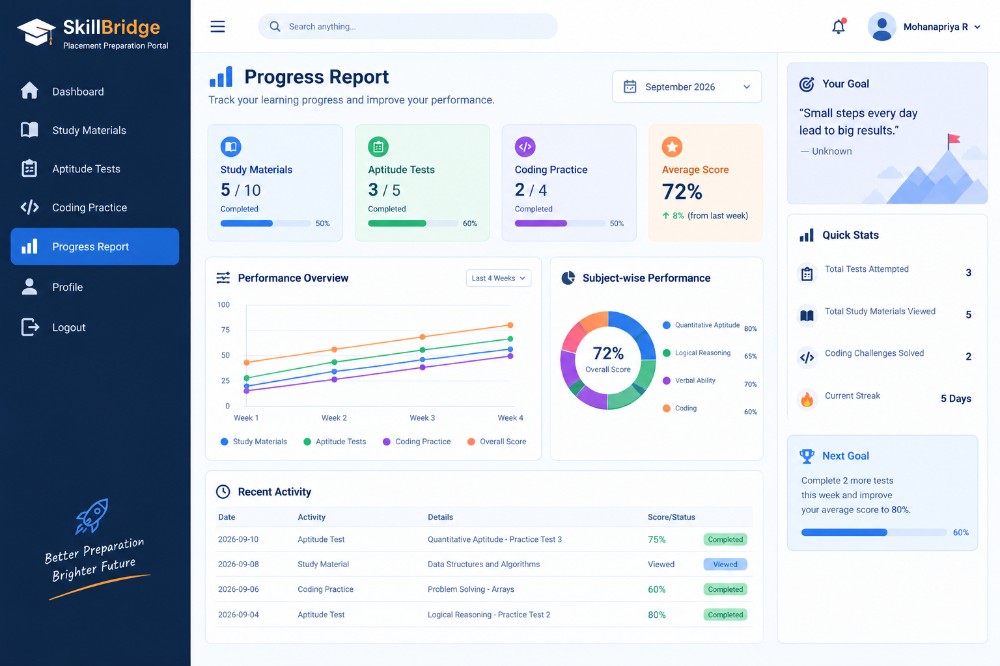 SkillBridge
Placement Preparation Portal
Dashboard
Study Materials
Aptitude Tests
Coding Practice
Progress Report
Profile
Logout
Better Preparation
Brighter Future
Search anything...
Mohanapriya R
Progress Report
Track your learning progress and improve your performance.
September 2026
Study Materials
5 / 10
Completed
50%
Aptitude Tests
3 / 5
Completed
60%
Coding Practice
2 / 4
Completed
50%
Average Score
72%
↑ 8% (from last week)
Performance Overview
Last 4 Weeks
100
75
50
25
0
Week 1
Week 2
Week 3
Week 4
Study Materials
Aptitude Tests
Coding Practice
Overall Score
Subject-wise Performance
72%
Overall Score
Quantitative Aptitude 80%
Logical Reasoning 65%
Verbal Ability 70%
Coding 60%
Recent Activity
Date Activity Details Score/Status
2026-09-10 Aptitude Test Quantitative Aptitude - Practice Test 3 75% Completed
2026-09-08 Study Material Data Structures and Algorithms Viewed Viewed
2026-09-06 Coding Practice Problem Solving - Arrays 60% Completed
2026-09-04 Aptitude Test Logical Reasoning - Practice Test 2 80% Completed
Your Goal
“Small steps every day
lead to big results.”
— Unknown
Quick Stats
Total Tests Attempted 3
Total Study Materials Viewed 5
Coding Challenges Solved 2
Current Streak 5 Days
Next Goal
Complete 2 more tests
this week and improve
your average score to 80%.
60%